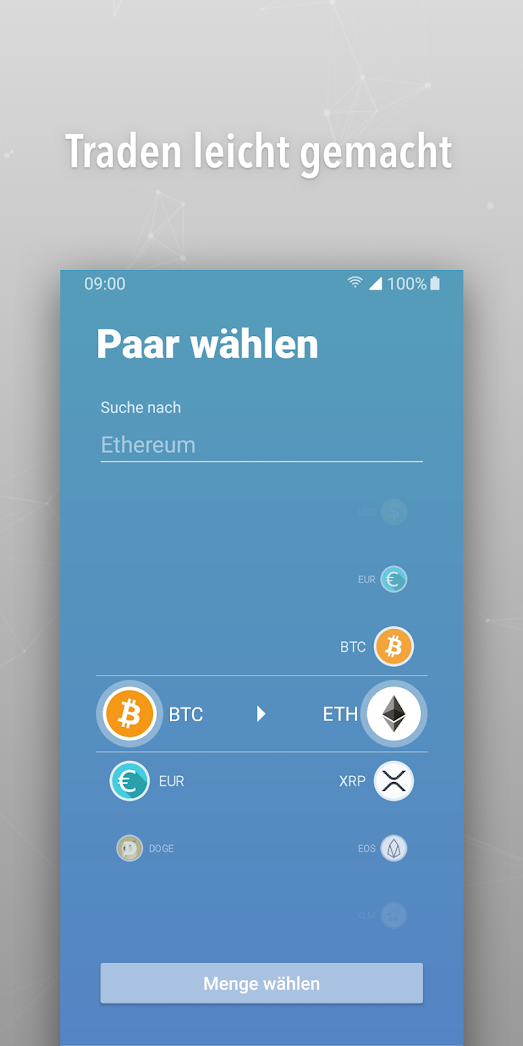 Traden leicht gemacht
09:00 100%
Paar wählen
Suche nach
Ethereum
EUR
BTC
BTC ETH
EUR XRP
DOGE EOS
XLM
Menge wählen